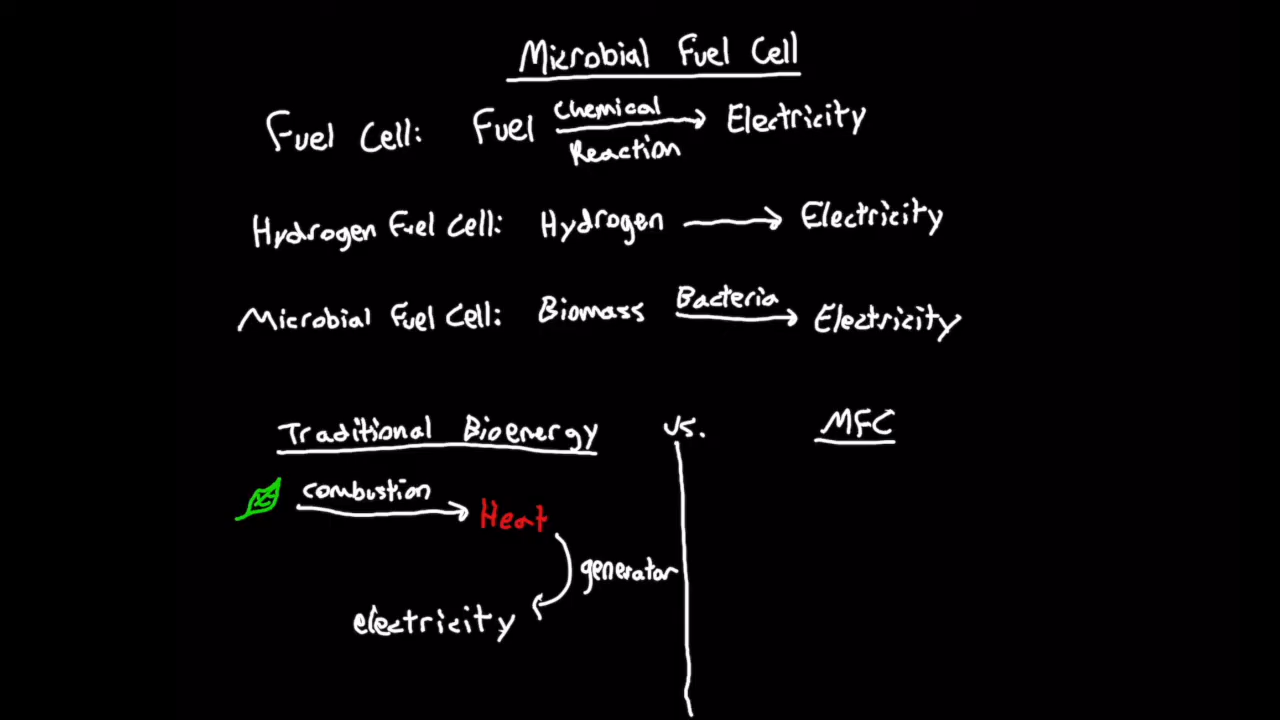 Microbial Fuel Cell
Fuel Cell: Fuel Chemical Reaction Electricity
Hydrogen Fuel Cell: Hydrogen Electricity
Microbial Fuel Cell: Biomass Bacteria Electricity
Traditional Bioenergy vs. MFC
combustion Heat
generator
electricity